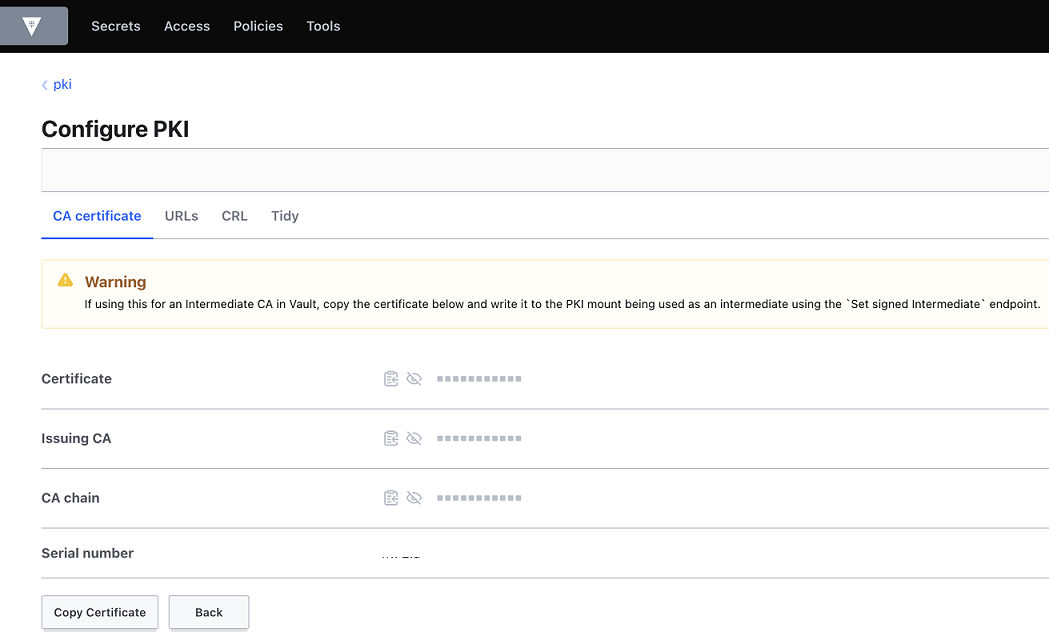 Secrets Access Policies Tools
pki
Configure PKI
CA certificate URLs CRL Tidy
Warning
If using this for an Intermediate CA in Vault, copy the certificate below and write it to the PKI mount being used as an intermediate using the `Set signed Intermediate` endpoint.
Certificate
Issuing CA
CA chain
Serial number
Copy Certificate Back